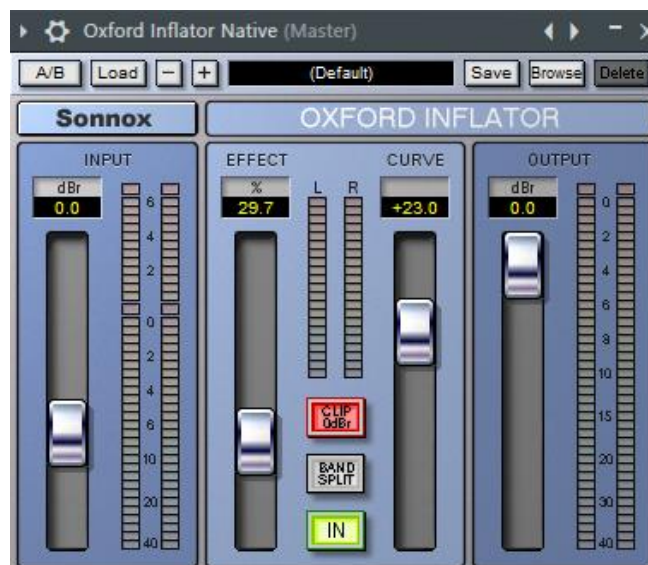 Oxford Inflator Native (Master)
A/B Load − + (Default) Save Browse Delete
Sonnox OXFORD INFLATOR
INPUT EFFECT CURVE OUTPUT
dBr % L R dBr
0.0 29.7 +23.0 0.0
6 0
4 2
2 4
0 6
2 8
4 10
6 15
10 20
20 30
40 40
CLIP
0dBr
BAND
SPLIT
IN